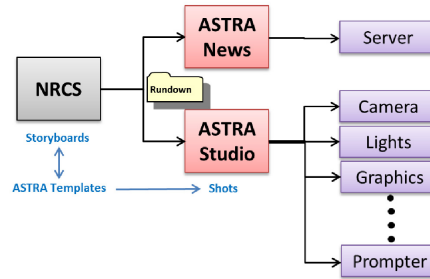 ASTRA
News
Server
NRCS
Rundown
ASTRA
Studio
Camera
Lights
Graphics
Prompter
Storyboards
ASTRA Templates
Shots